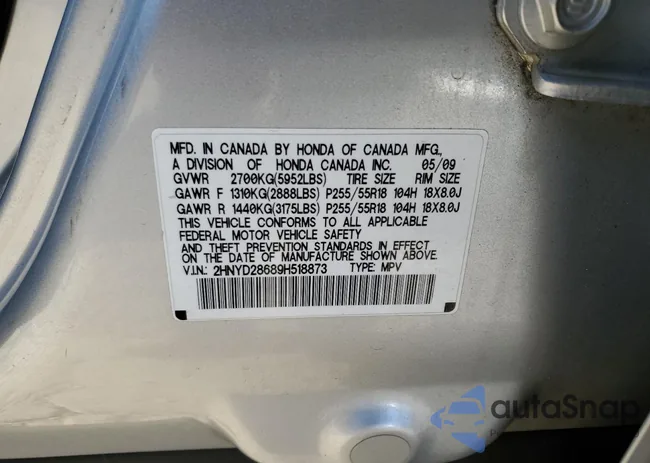 MFD. IN CANADA BY HONDA OF CANADA MFG.,
A DIVISION OF HONDA CANADA INC. 05/09
GVWR 2700KG(5952LBS) TIRE SIZE RIM SIZE
GAWR F 1310KG(2888LBS) P255/55R18 104H 18X8.0J
GAWR R 1440KG(3175LBS) P255/55R18 104H 18X8.0J
THIS VEHICLE CONFORMS TO ALL APPLICABLE
FEDERAL MOTOR VEHICLE SAFETY
AND THEFT PREVENTION STANDARDS IN EFFECT
ON THE DATE OF MANUFACTURE SHOWN ABOVE.
V.I.N.: 2HNYD28689H518873 TYPE: MPV
autaSnap